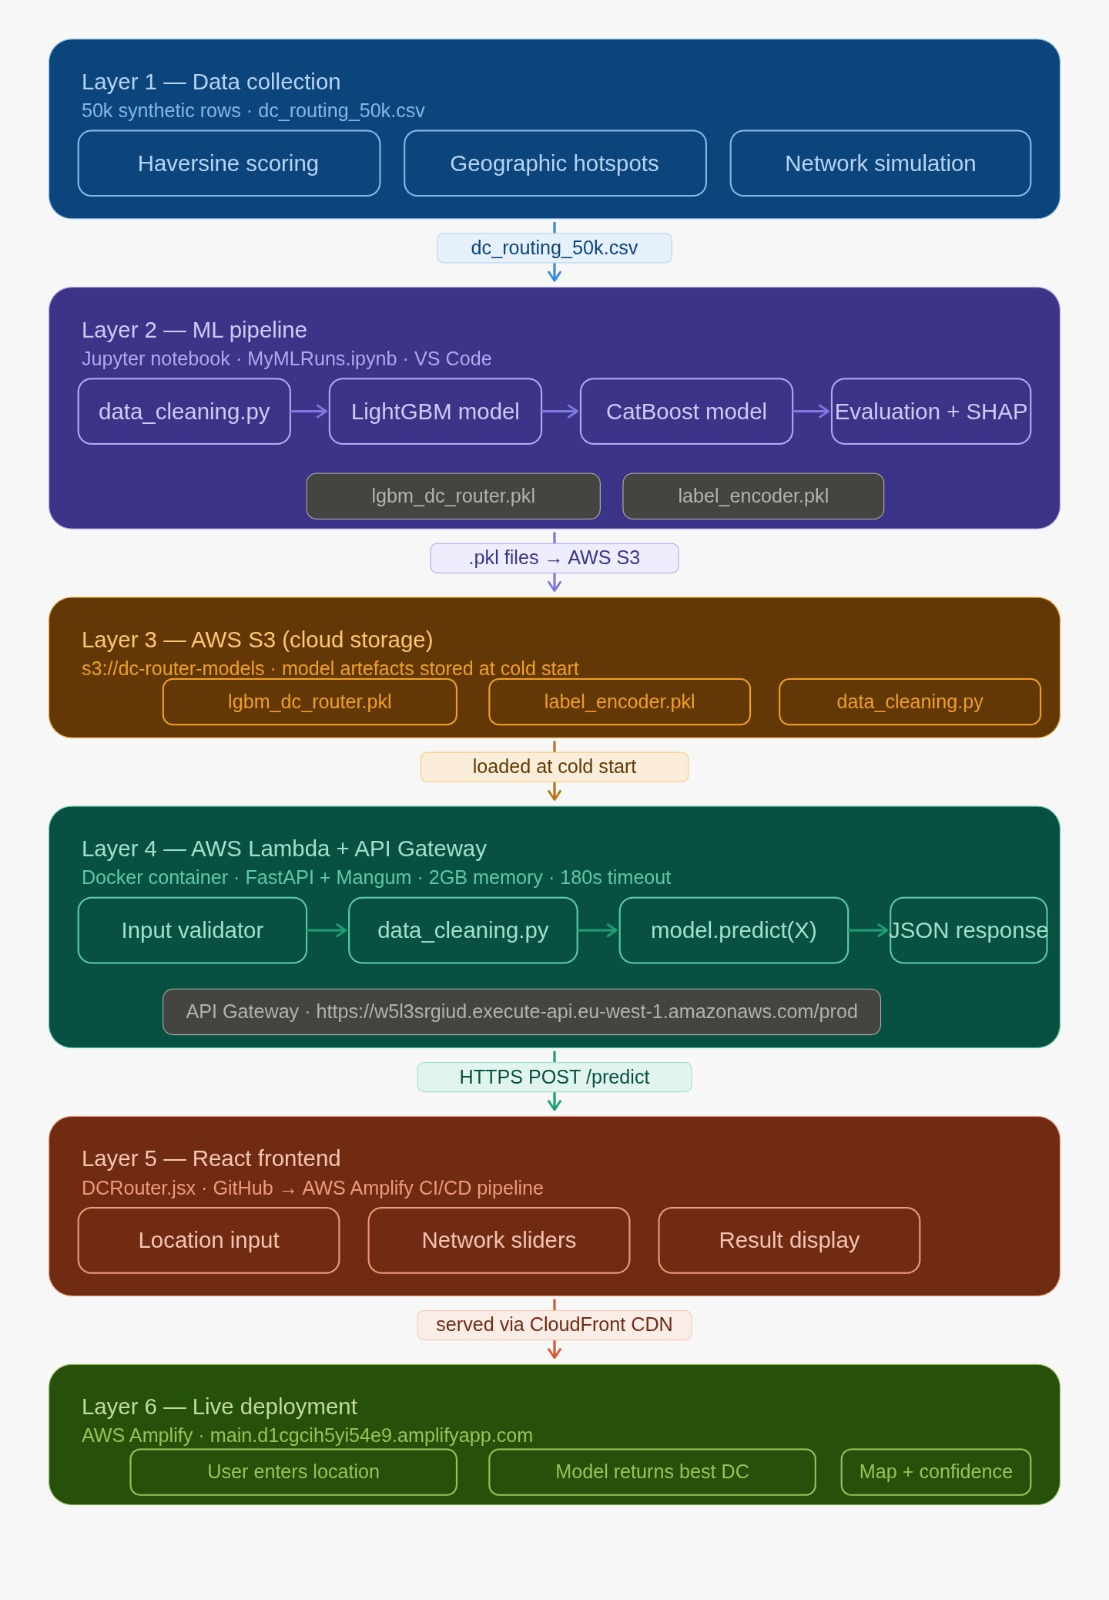 Layer 1 — Data collection
50k synthetic rows · dc_routing_50k.csv
Haversine scoring
Geographic hotspots
Network simulation
dc_routing_50k.csv
Layer 2 — ML pipeline
Jupyter notebook · MyMLRuns.ipynb · VS Code
data_cleaning.py
LightGBM model
CatBoost model
Evaluation + SHAP
lgbm_dc_router.pkl
label_encoder.pkl
.pkl files → AWS S3
Layer 3 — AWS S3 (cloud storage)
s3://dc-router-models · model artefacts stored at cold start
lgbm_dc_router.pkl
label_encoder.pkl
data_cleaning.py
loaded at cold start
Layer 4 — AWS Lambda + API Gateway
Docker container · FastAPI + Mangum · 2GB memory · 180s timeout
Input validator
data_cleaning.py
model.predict(X)
JSON response
API Gateway · https://w5l3srgiud.execute-api.eu-west-1.amazonaws.com/prod
HTTPS POST /predict
Layer 5 — React frontend
DCRouter.jsx · GitHub → AWS Amplify CI/CD pipeline
Location input
Network sliders
Result display
served via CloudFront CDN
Layer 6 — Live deployment
AWS Amplify · main.d1cgcih5yi54e9.amplifyapp.com
User enters location
Model returns best DC
Map + confidence